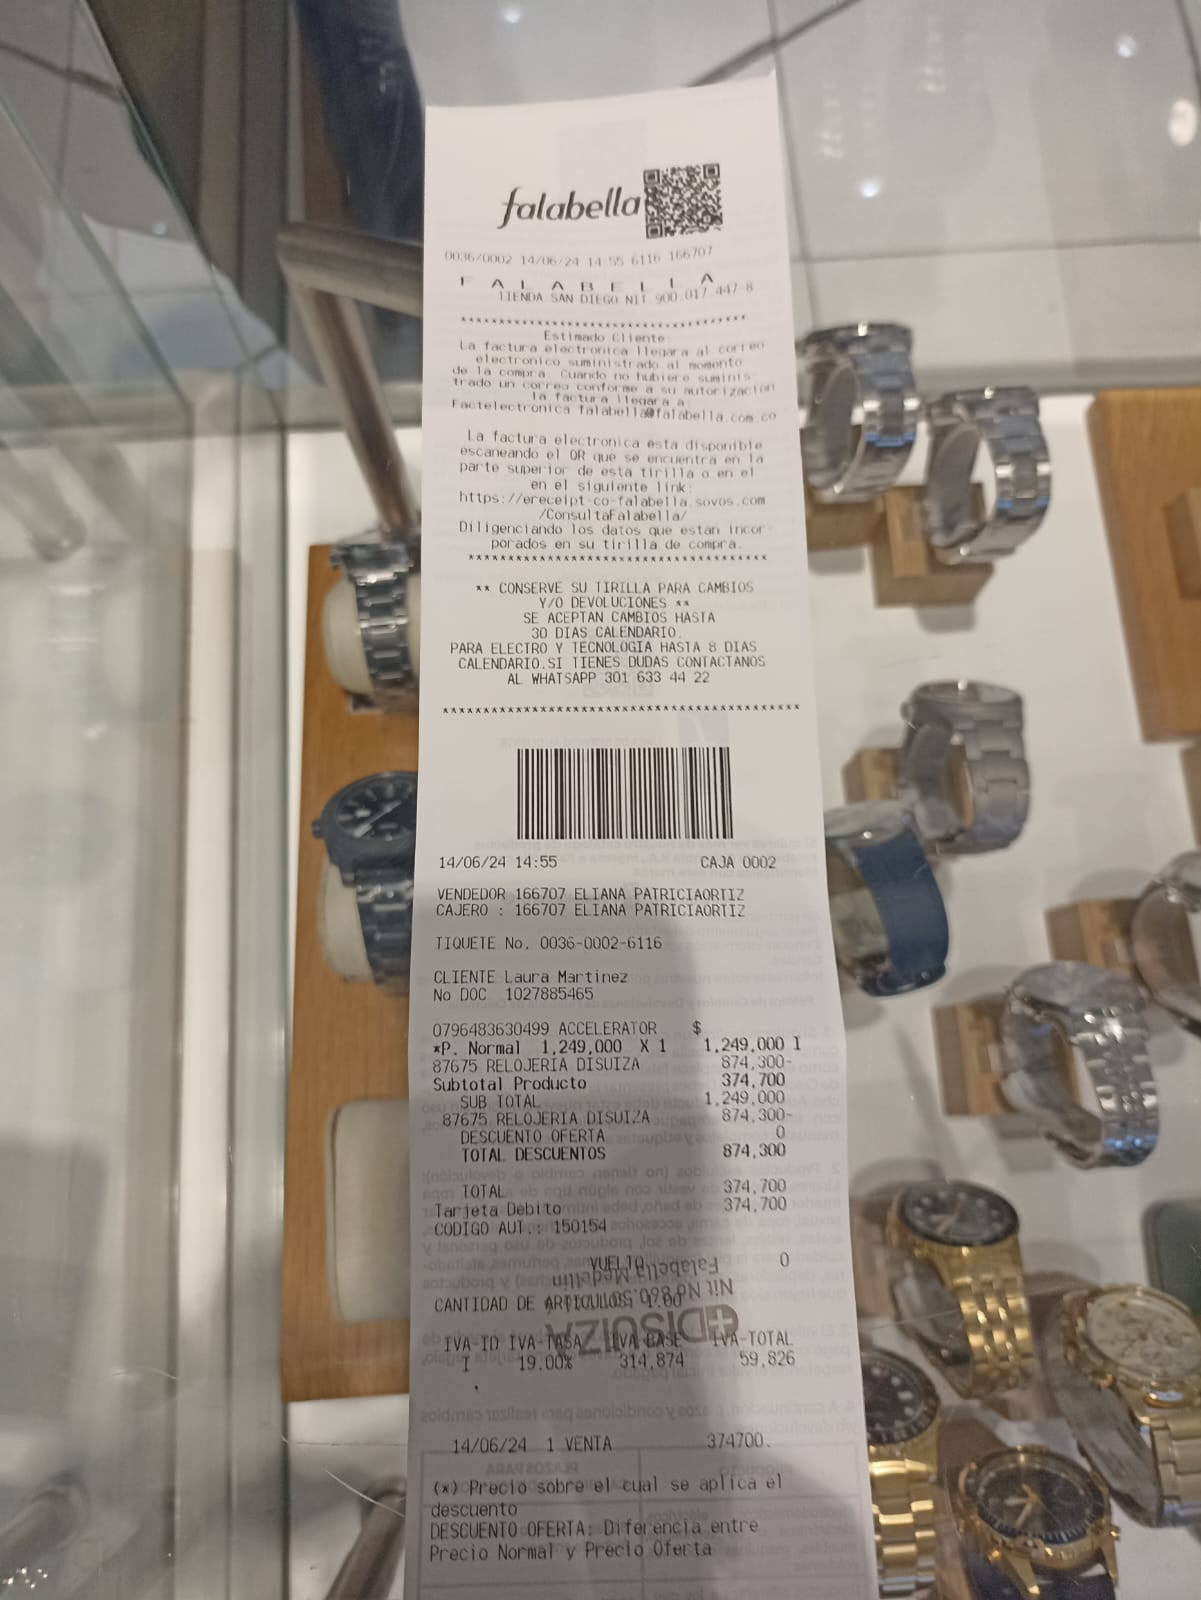 falabella
0036/0002 14/06/24 14:55 6116 166707
F A L A B E L L A
TIENDA SAN DIEGO NIT 900.017.447-8
****************************************
Estimado Cliente:
La factura electronica llegara al correo
electronico suministrado al momento
de la compra. Cuando no hubiere suminis-
trado un correo conforme a su autorizacion
la factura llegara a:
Factelectronica falabella@falabella.com.co
La factura electronica esta disponible
escaneando el QR que se encuentra en la
parte superior de esta tirilla o en el
en el siguiente link:
https://ereceipt-co-falabella.sovos.com
/ConsultaFalabella/
Diligenciando los datos que estan incor-
porados en su tirilla de compra.
****************************************
** CONSERVE SU TIRILLA PARA CAMBIOS
Y/O DEVOLUCIONES **
SE ACEPTAN CAMBIOS HASTA
30 DIAS CALENDARIO.
PARA ELECTRO Y TECNOLOGIA HASTA 8 DIAS
CALENDARIO.SI TIENES DUDAS CONTACTANOS
AL WHATSAPP 301 633 44 22
****************************************
14/06/24 14:55 CAJA 0002
VENDEDOR 166707 ELIANA PATRICIAORTIZ
CAJERO : 166707 ELIANA PATRICIAORTIZ
TIQUETE No. 0036-0002-6116
CLIENTE Laura Martinez
No DOC 1027885465
0796483630499 ACCELERATOR $
*P. Normal 1,249,000 X 1 1,249,000 I
87675 RELOJERIA DISUIZA 874,300-
Subtotal Producto 374,700
SUB TOTAL 1,249,000
87675 RELOJERIA DISUIZA 874,300-
DESCUENTO OFERTA 0
TOTAL DESCUENTOS 874,300
TOTAL 374,700
Tarjeta Debito 374,700
CODIGO AUT.: 150154
VUELTO 0
Falabella Medellin
Nit No 860.
CANTIDAD DE ARTICULOS: 1.00
DISUIZA
IVA-ID IVA-TASA IVA-BASE IVA-TOTAL
I 19.00% 314,874 59,826
14/06/24 1 VENTA 374700.
(*) Precio sobre el cual se aplica el
descuento
DESCUENTO OFERTA: Diferencia entre
Precio Normal y Precio Oferta